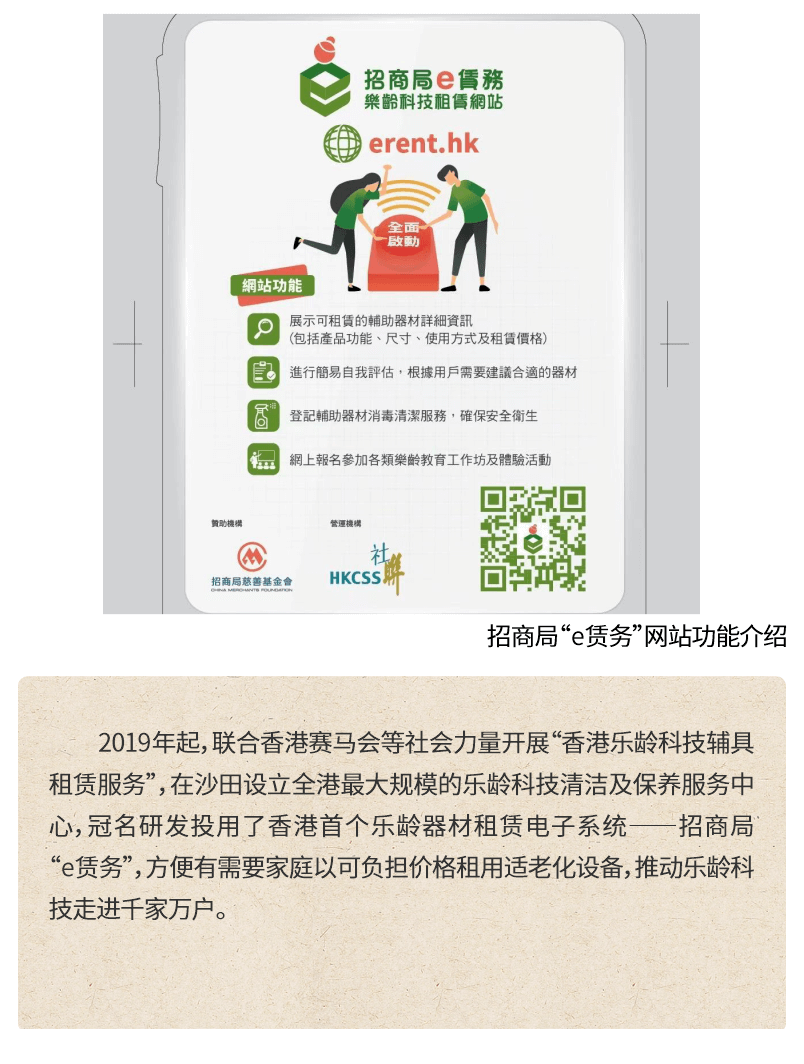 招商局e賃務
樂齡科技租賃網站
erent.hk
全面
啟動
網站功能
展示可租賃的輔助器材詳細資訊
(包括產品功能、尺寸、使用方式及租賃價格)
進行簡易自我評估，根據用戶需要建議合適的器材
登記輔助器材消毒清潔服務，確保安全衛生
網上報名參加各類樂齡教育工作坊及體驗活動
贊助機構
營運機構
招商局慈善基金會
CHINA MERCHANTS FOUNDATION
社
HKCSS聯
招商局“e赁务”网站功能介绍
2019年起，联合香港赛马会等社会力量开展“香港乐龄科技辅具
租赁服务”，在沙田设立全港最大规模的乐龄科技清洁及保养服务中
心，冠名研发投用了香港首个乐龄器材租赁电子系统——招商局
“e赁务”，方便有需要家庭以可负担价格租用适老化设备，推动乐龄科
技走进千家万户。